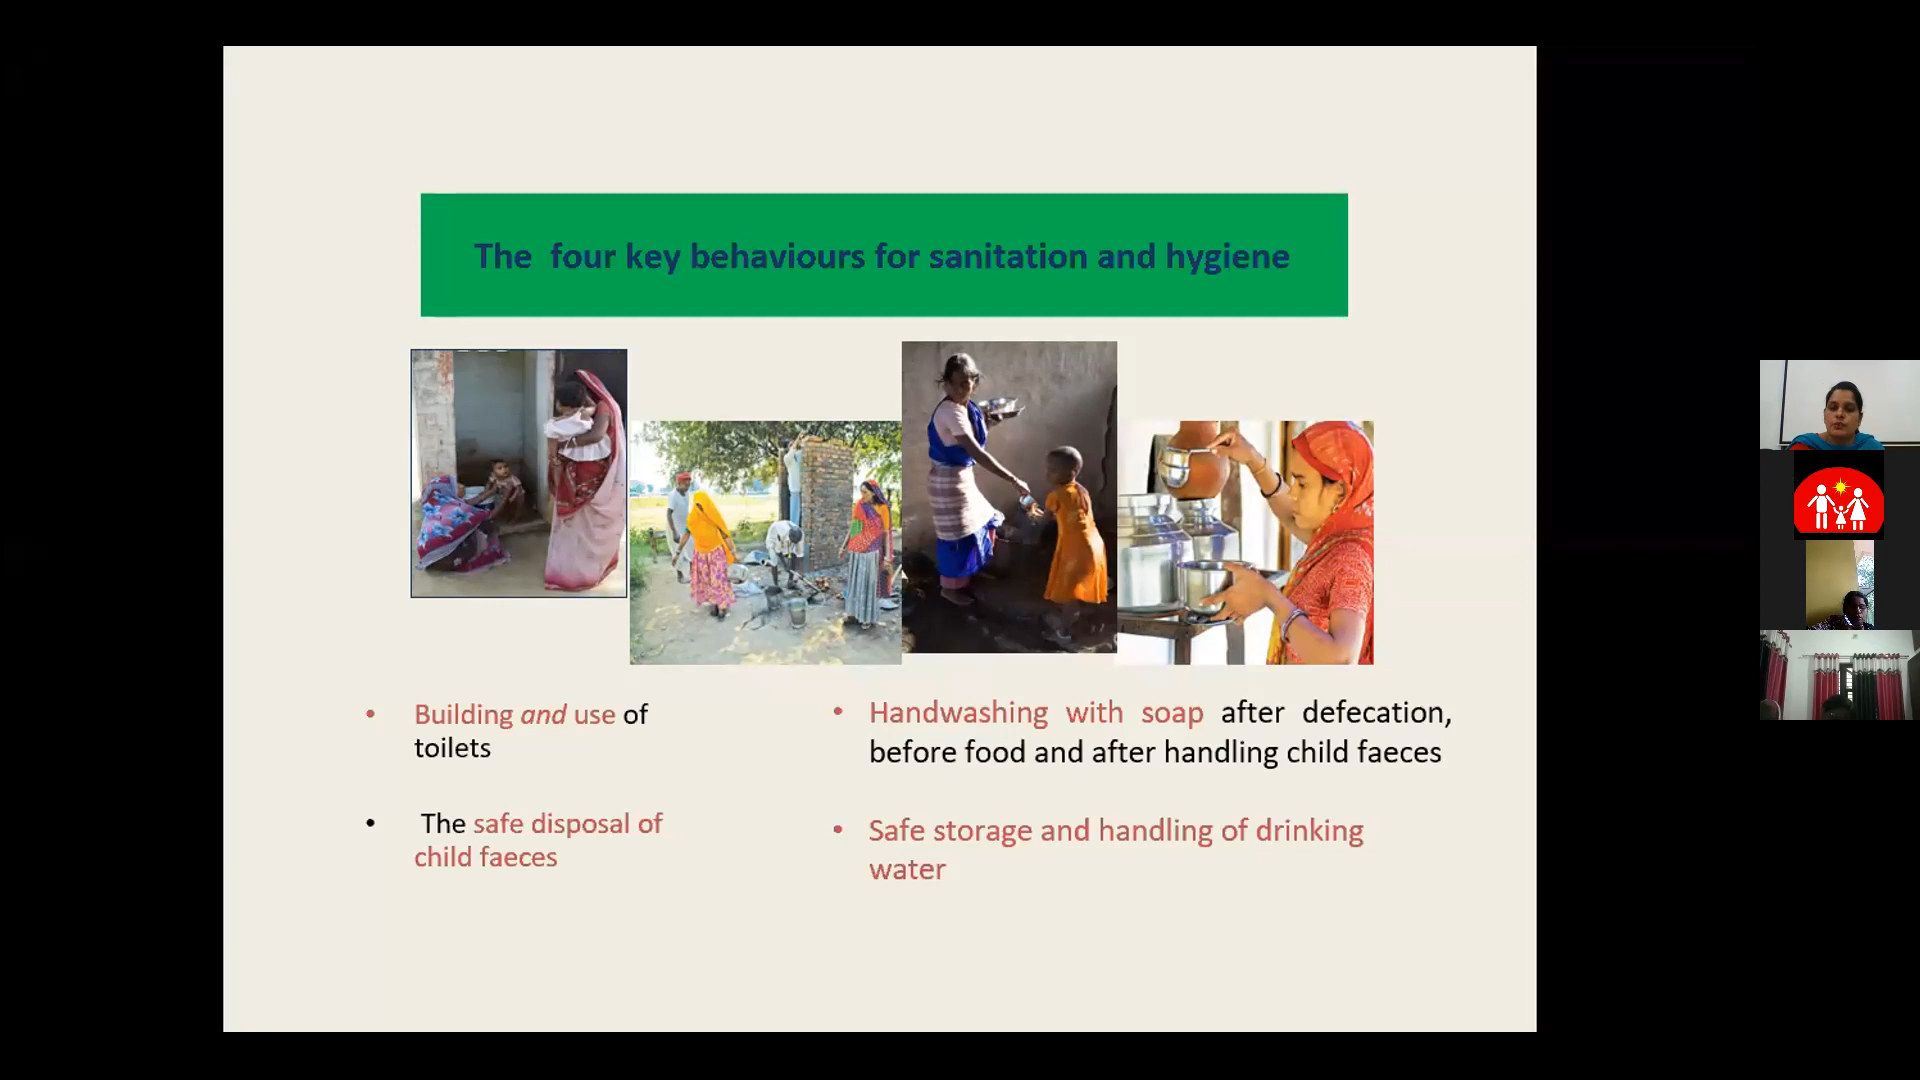 The  four key behaviours for sanitation and hygiene
• Building and use of
toilets
• The safe disposal of
child faeces
• Handwashing with soap after defecation,
before food and after handling child faeces
• Safe storage and handling of drinking
water